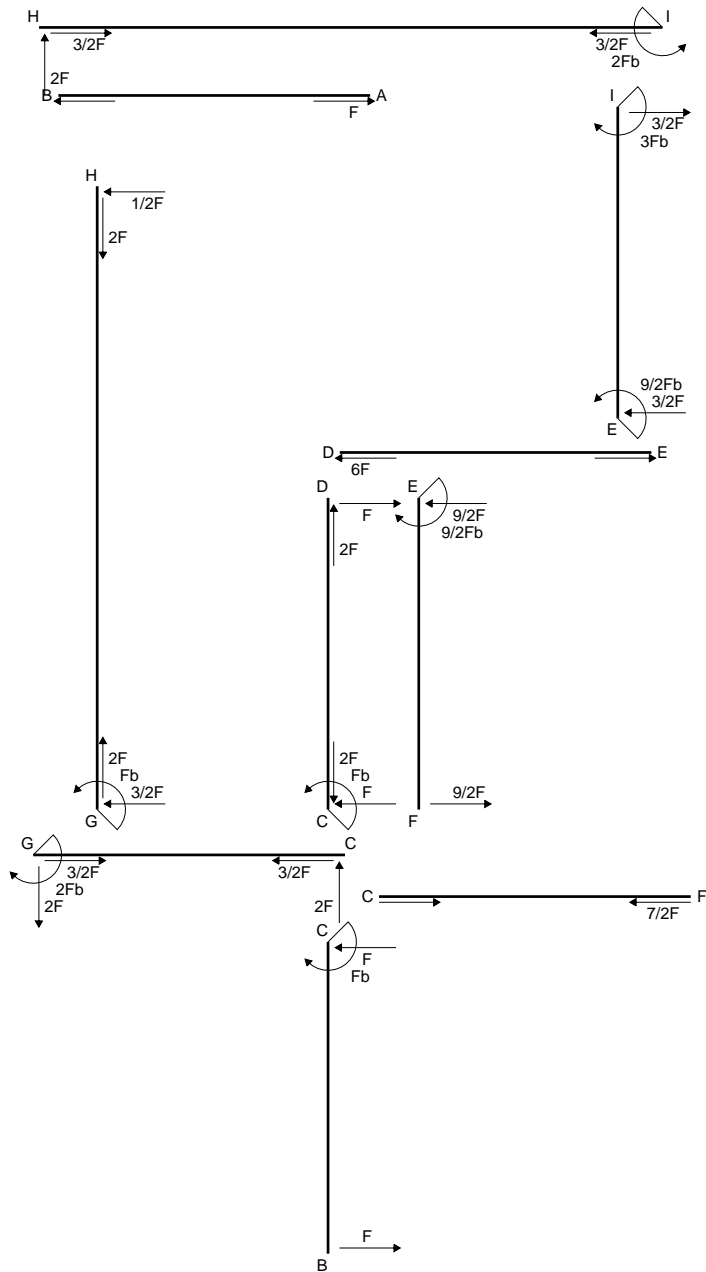 H I
3/2F 3/2F
2Fb
2F
B A
F
I
3/2F
3Fb
H
1/2F
2F
9/2Fb
3/2F
E
D E
6F
D E
F 9/2F
9/2Fb
2F
2F 2F
Fb Fb
3/2F F 9/2F
G C F
G C
3/2F 3/2F
2Fb
2F 2F
C F
7/2F
C
F
Fb
F
B